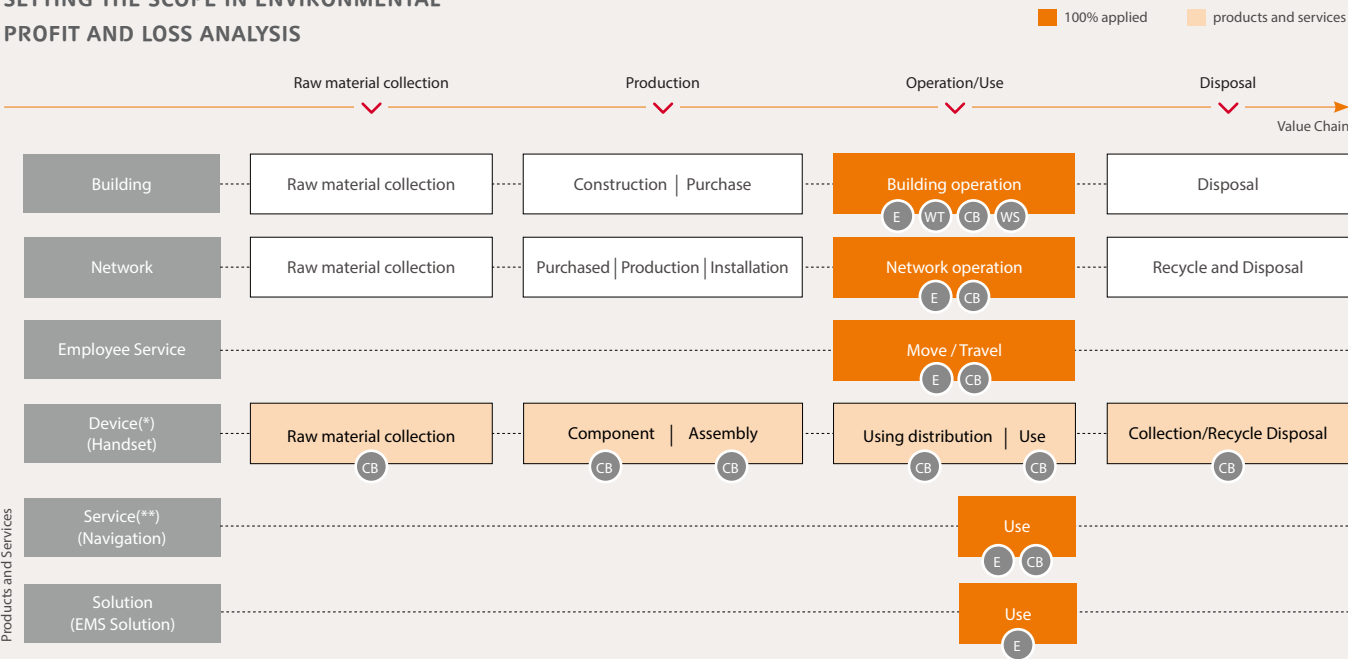 SETTING THE SCOPE IN ENVIRONMENTAL
PROFIT AND LOSS ANALYSIS
100% applied
products and services
Raw material collection
Production
Operation/Use
Disposal
Value Chain
Building
Raw material collection
Construction | Purchase
Building operation
E WT CB WS
Disposal
Network
Raw material collection
Purchased | Production | Installation
Network operation
E CB
Recycle and Disposal
Employee Service
Move / Travel
E CB
Device(*)
(Handset)
Raw material collection
CB
Component | Assembly
CB CB
Using distribution | Use
CB CB
Collection/Recycle Disposal
CB
Products and Services
Service(**)
(Navigation)
Use
E CB
Solution
(EMS Solution)
Use
E